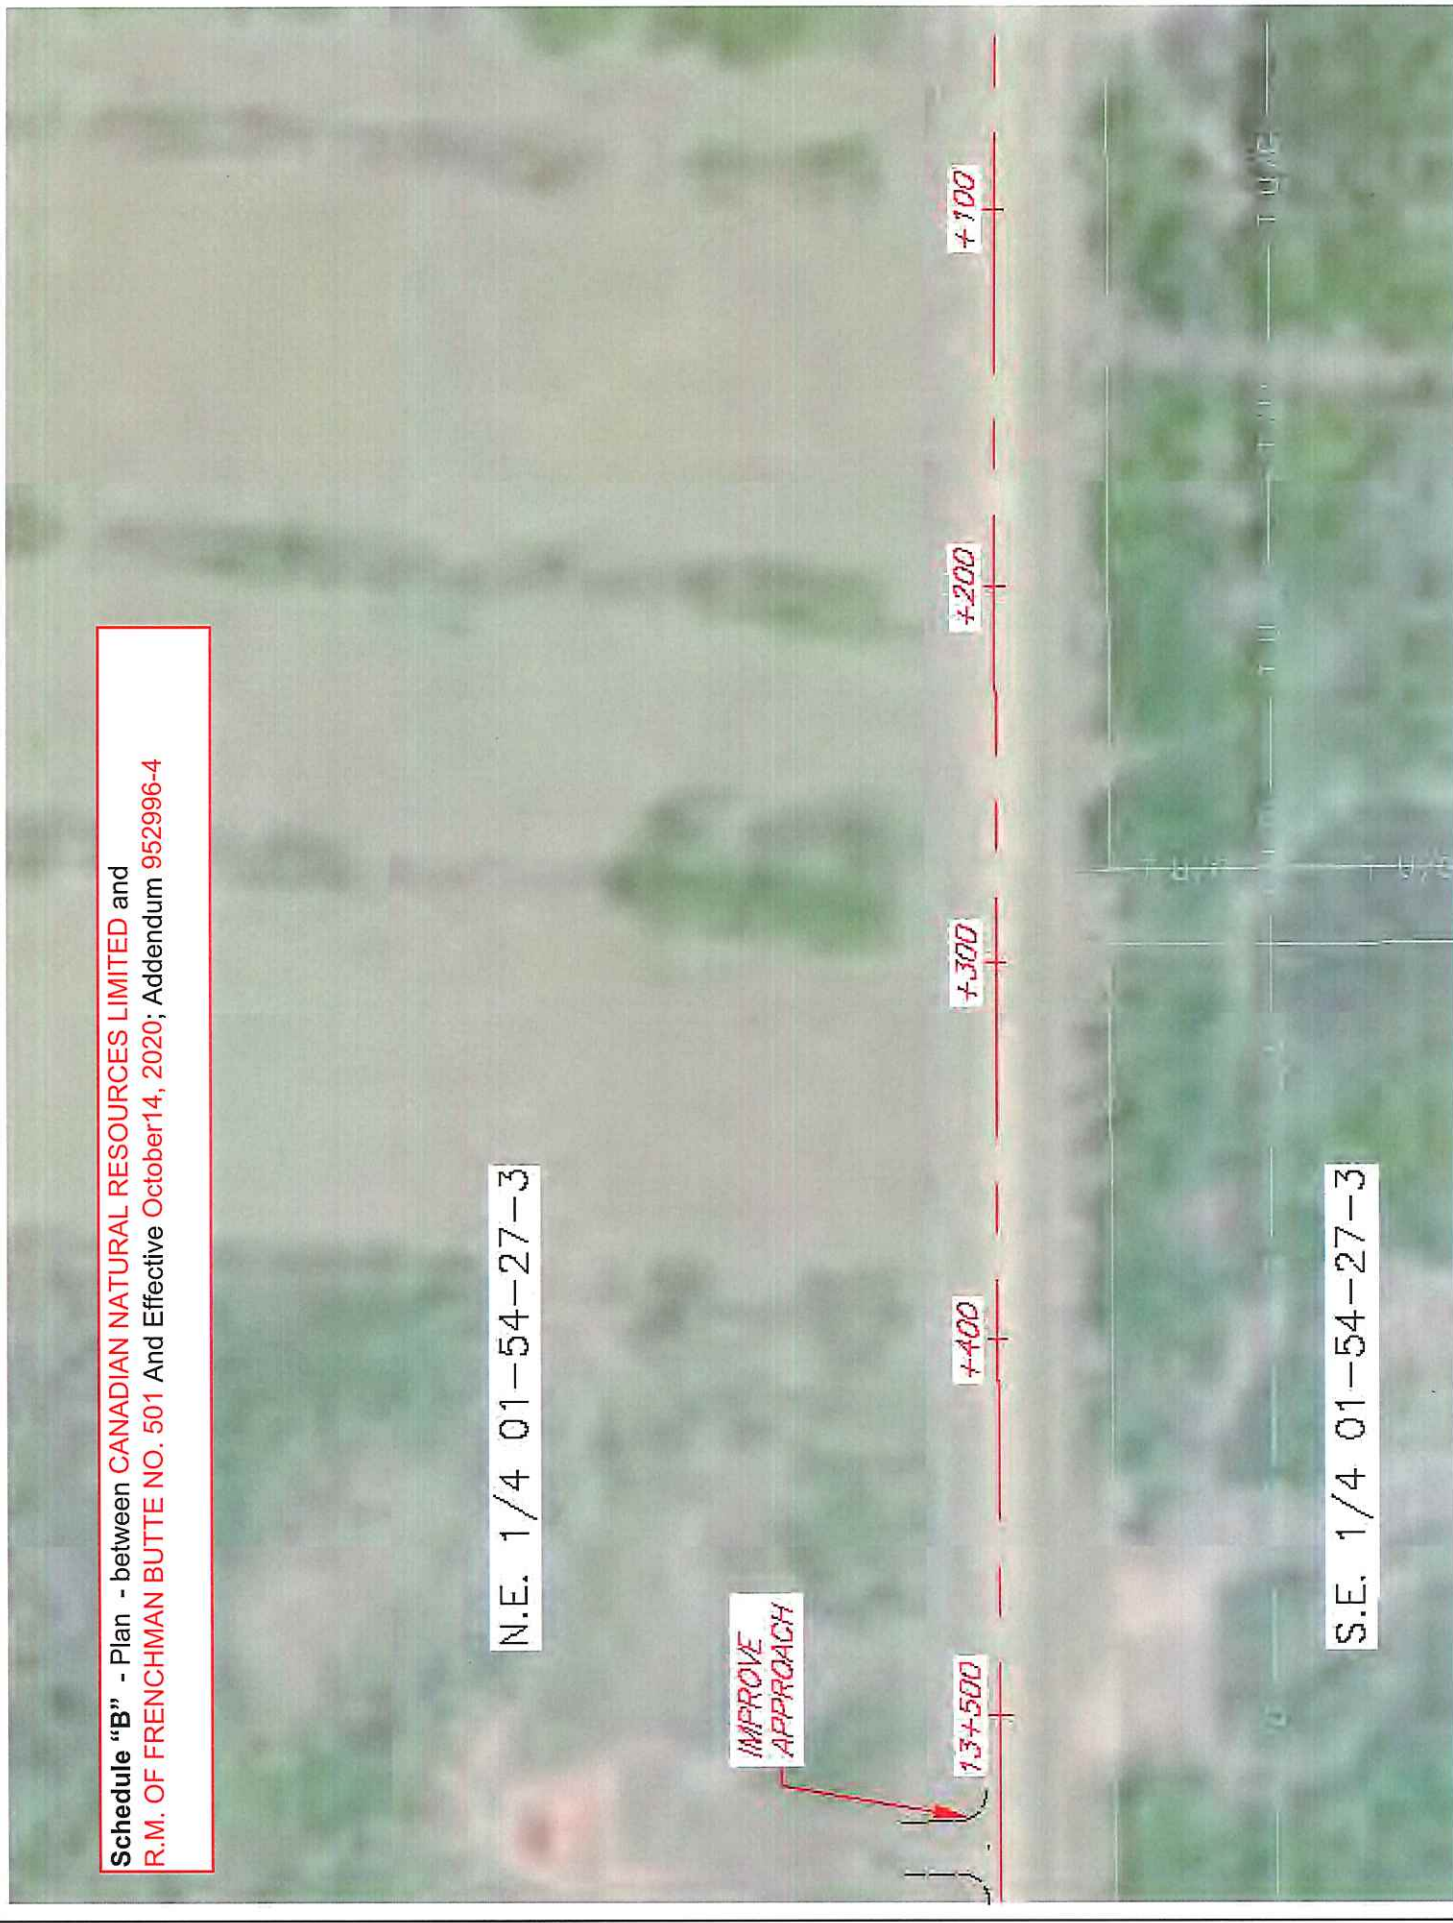 Schedule “B” - Plan - between CANADIAN NATURAL RESOURCES LIMITED and
R.M. OF FRENCHMAN BUTTE NO. 501 And Effective October14, 2020; Addendum 952996-4
N.E. 1/4 01-54-27-3
IMPROVE
APPROACH
13+500
+400
+300
+200
+100
S.E. 1/4 01-54-27-3